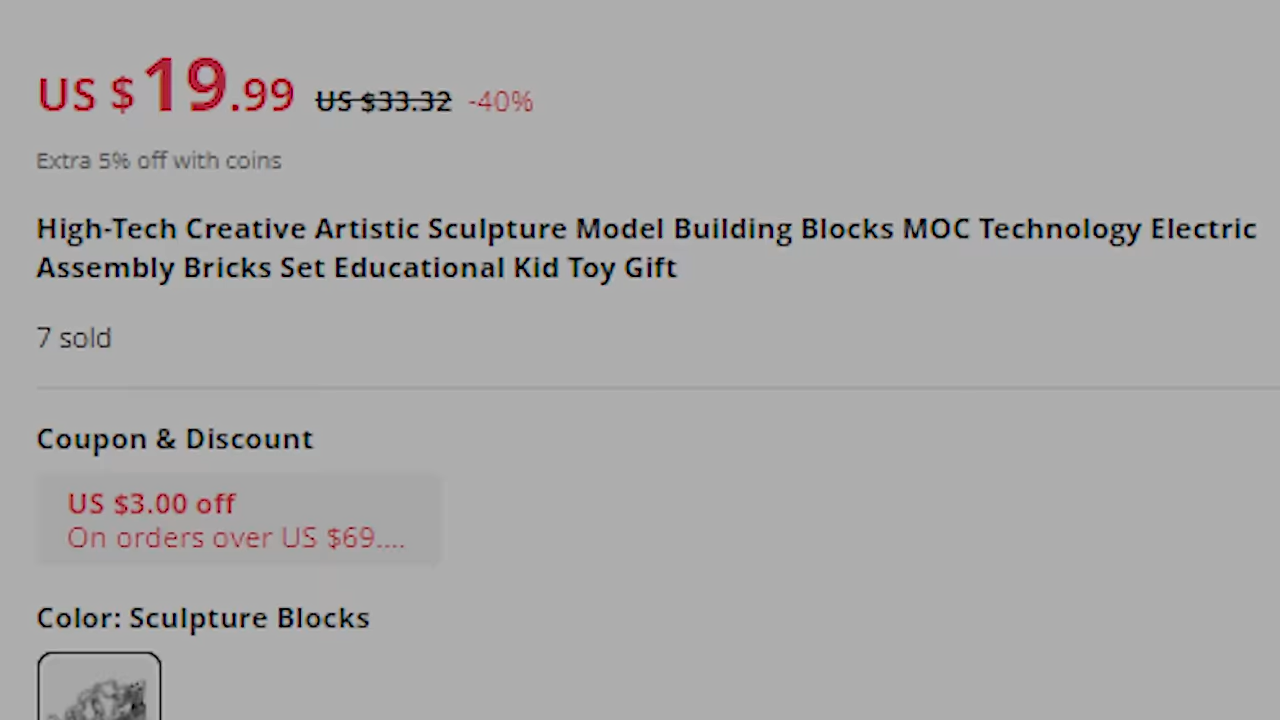 US $19.99 US $33.32 -40%
Extra 5% off with coins
High-Tech Creative Artistic Sculpture Model Building Blocks MOC Technology Electric
Assembly Bricks Set Educational Kid Toy Gift
7 sold
Coupon & Discount
US $3.00 off
On orders over US $69....
Color: Sculpture Blocks